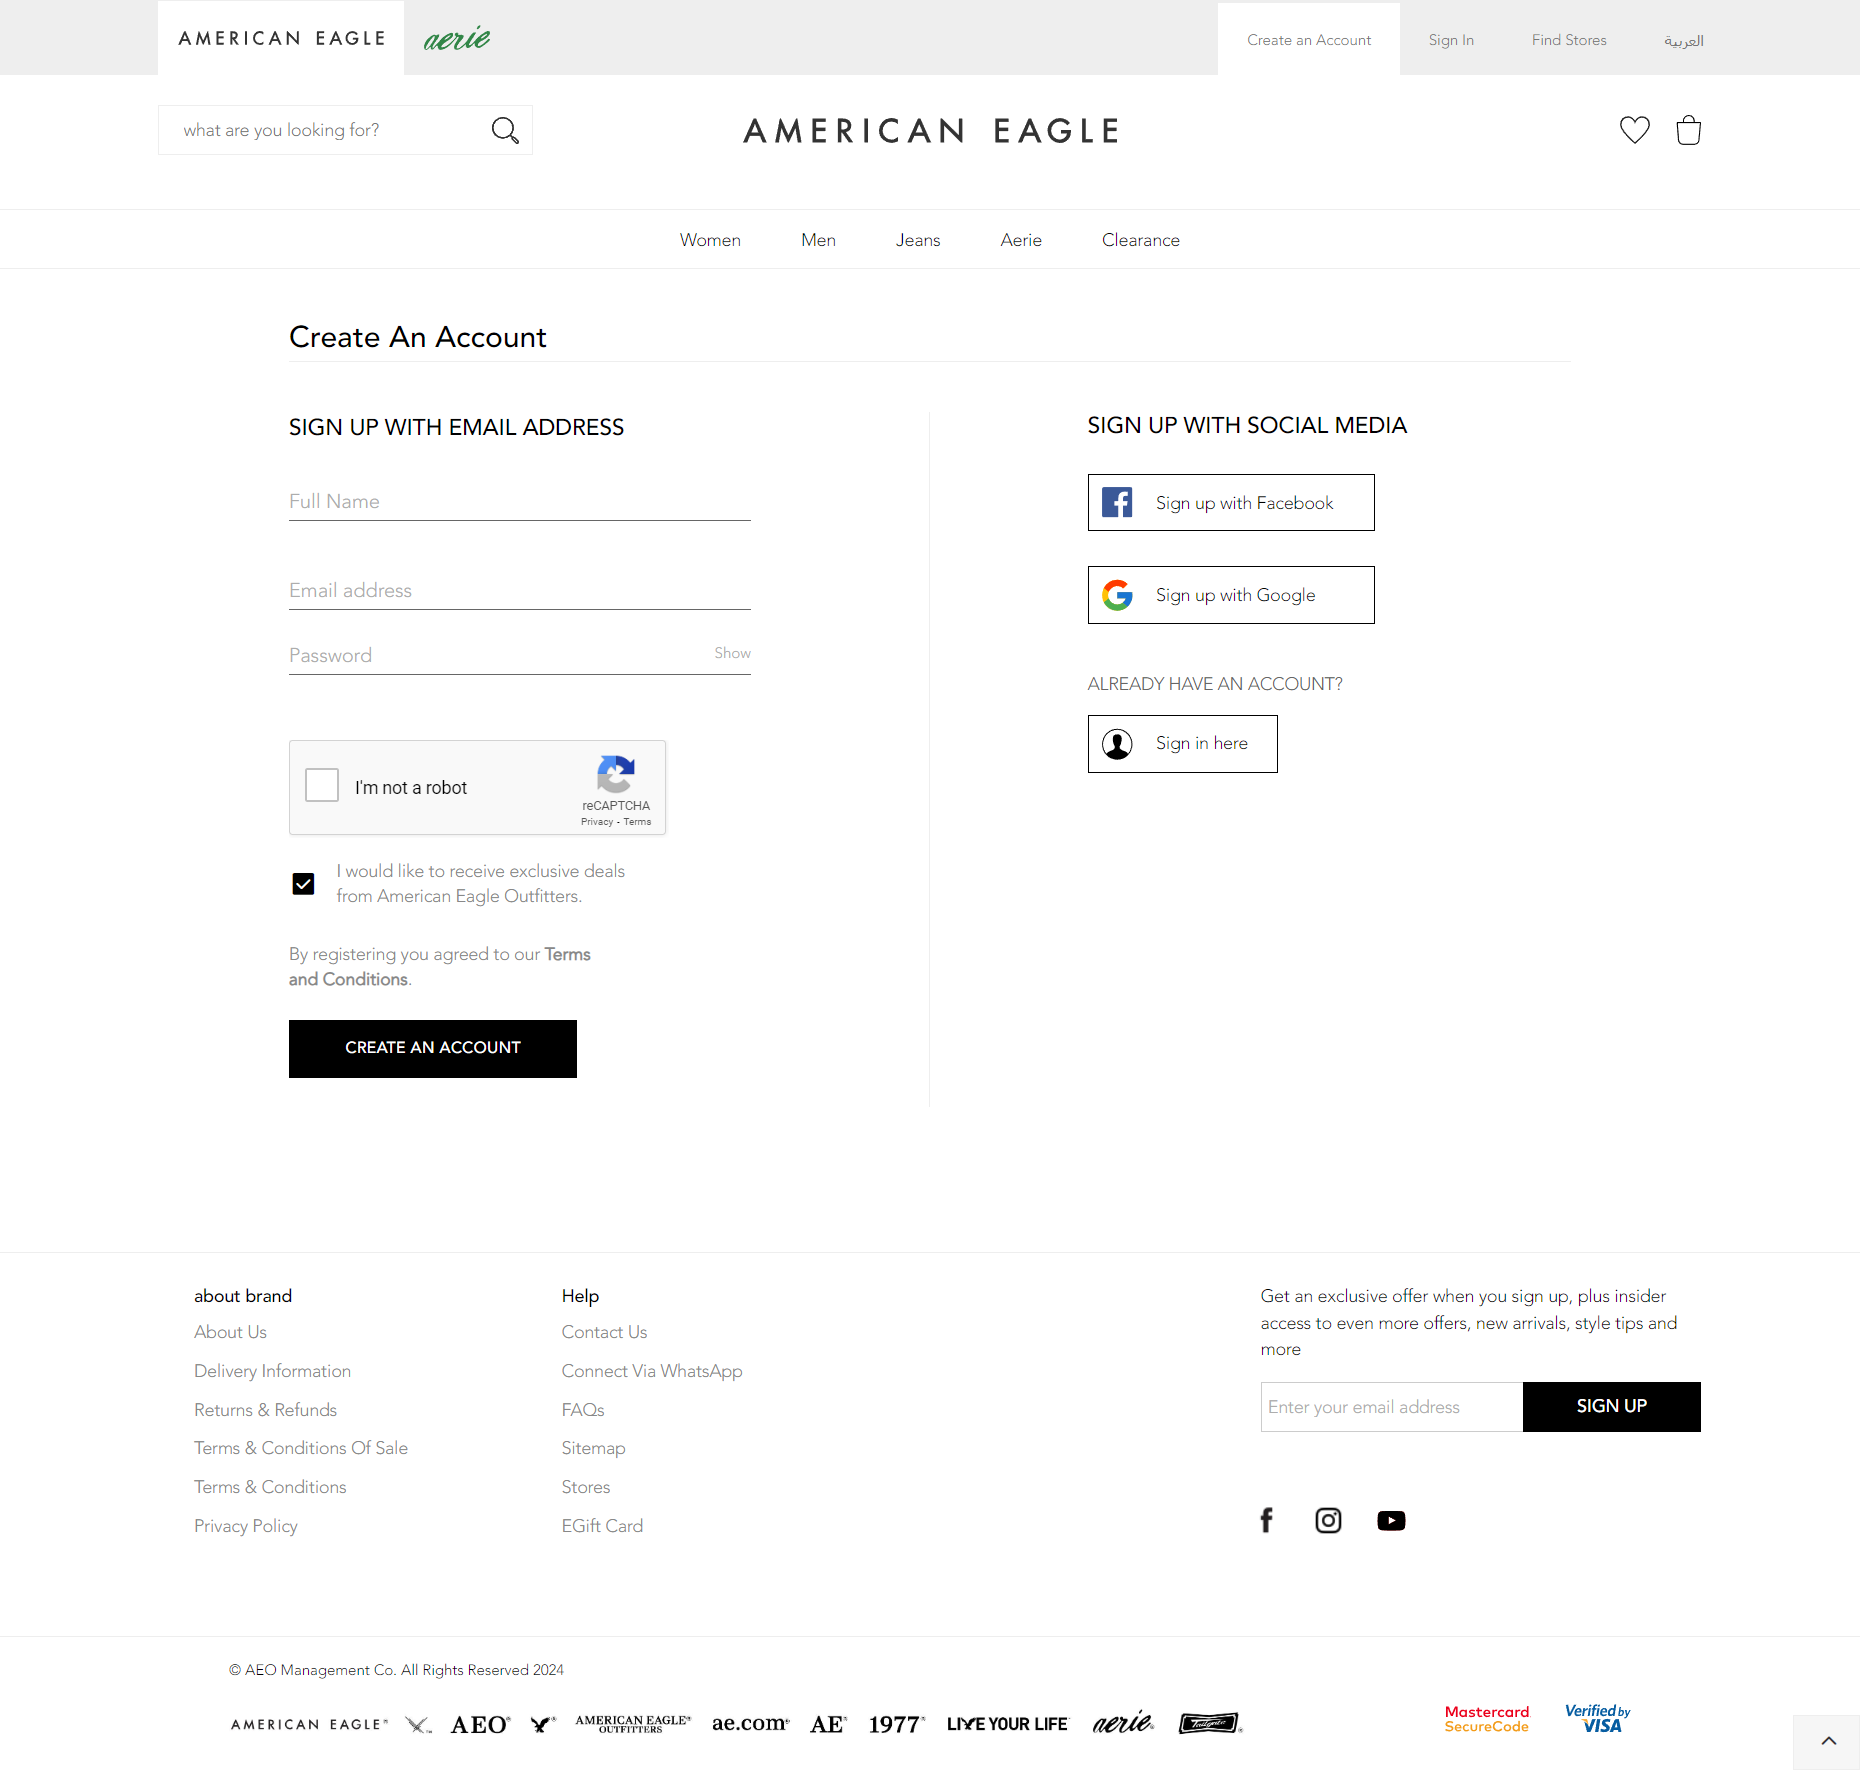 AMERICAN EAGLE
aerie
Create an Account
Sign In
Find Stores
العربية
what are you looking for?
AMERICAN EAGLE
Women
Men
Jeans
Aerie
Clearance
Create An Account
SIGN UP WITH EMAIL ADDRESS
Full Name
Email address
Password
Show
I'm not a robot
reCAPTCHA
Privacy - Terms
I would like to receive exclusive deals
from American Eagle Outfitters.
By registering you agreed to our Terms
and Conditions.
CREATE AN ACCOUNT
SIGN UP WITH SOCIAL MEDIA
Sign up with Facebook
Sign up with Google
ALREADY HAVE AN ACCOUNT?
Sign in here
about brand
About Us
Delivery Information
Returns & Refunds
Terms & Conditions Of Sale
Terms & Conditions
Privacy Policy
Help
Contact Us
Connect Via WhatsApp
FAQs
Sitemap
Stores
EGift Card
Get an exclusive offer when you sign up, plus insider
access to even more offers, new arrivals, style tips and
more
Enter your email address
SIGN UP
© AEO Management Co. All Rights Reserved 2024
AMERICAN EAGLE®
AEO®
AMERICAN EAGLE®
OUTFITTERS
ae.com®
AE®
1977®
LIVE YOUR LIFE
aerie®
Tailgate®
Mastercard
SecureCode
Verified by
VISA